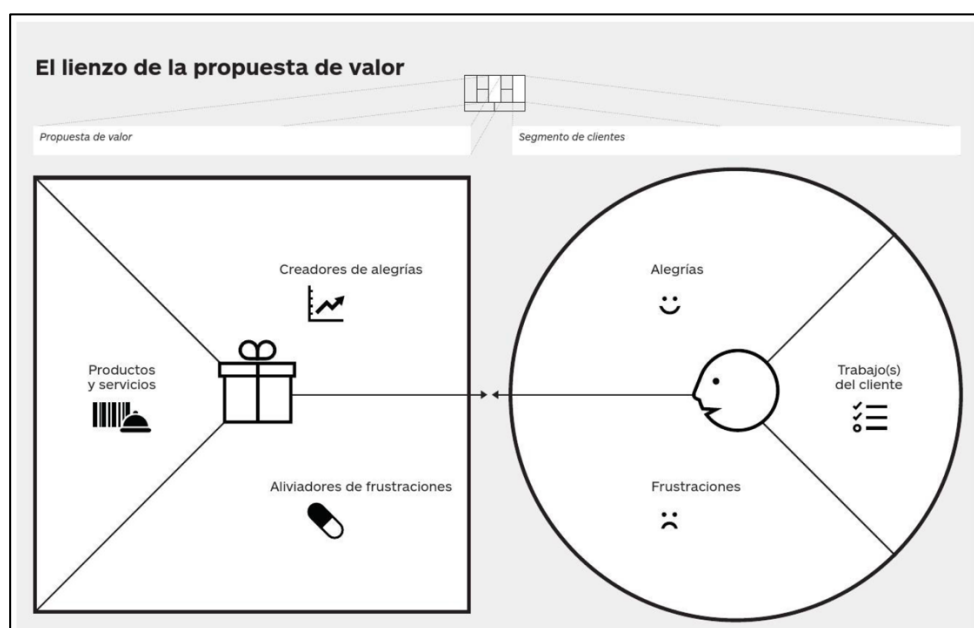 El lienzo de la propuesta de valor
Propuesta de valor
Segmento de clientes
Creadores de alegrías
Productos
y servicios
Aliviadores de frustraciones
Alegrías
Trabajo(s)
del cliente
Frustraciones